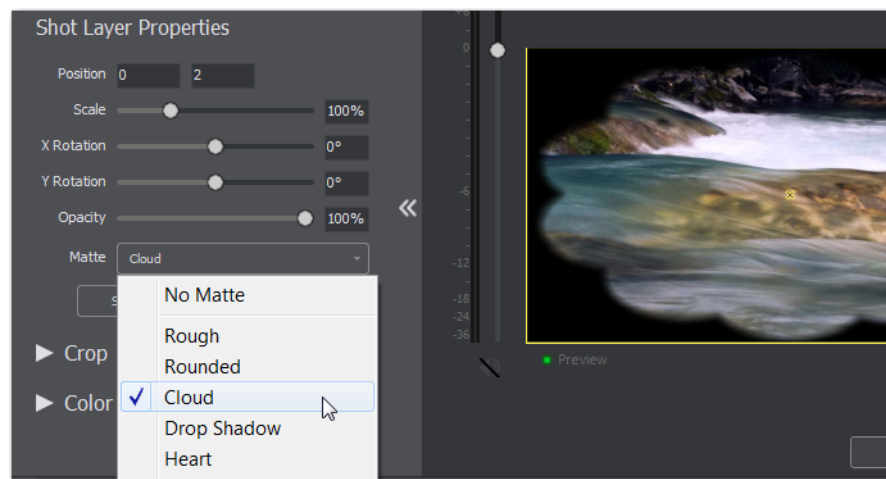 Shot Layer Properties
Position 0 2
Scale 100%
X Rotation 0°
Y Rotation 0°
Opacity 100%
Matte Cloud
No Matte
Rough
Rounded
Cloud
Drop Shadow
Heart
Crop
Color
0
-6
-12
-18
-24
-36
Preview